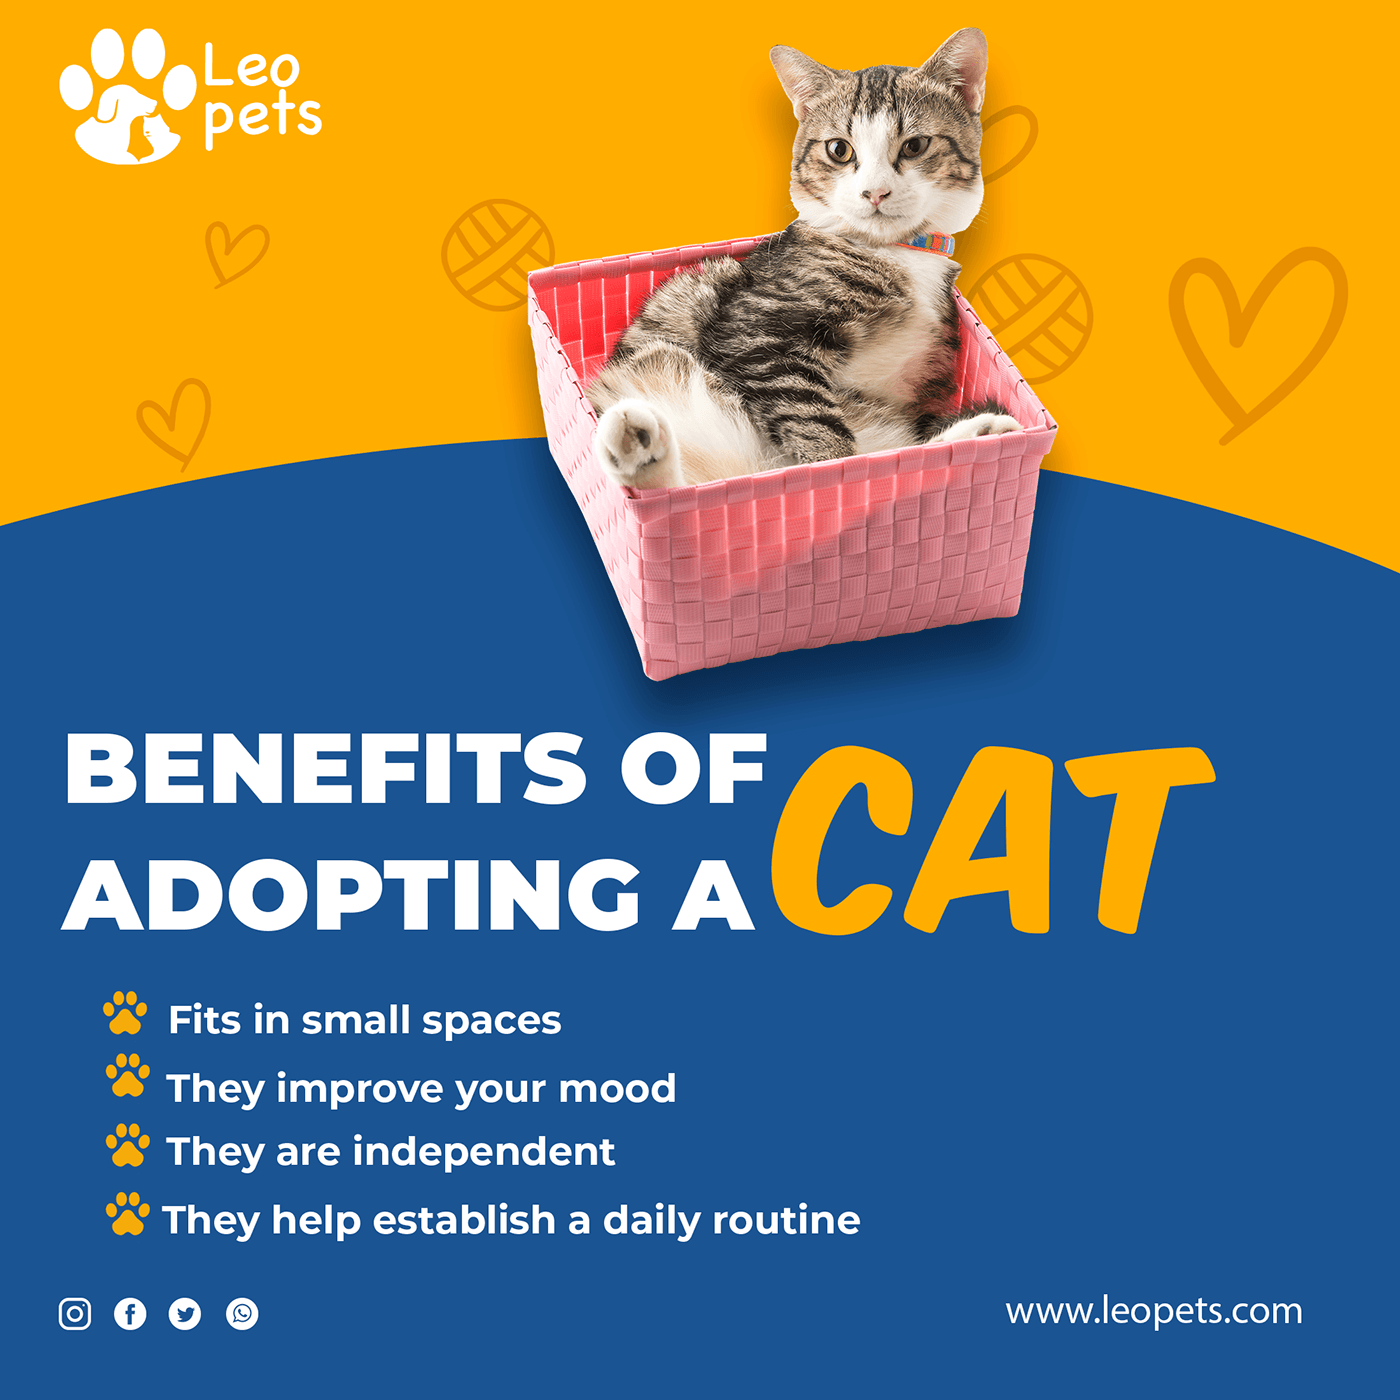 Leo
pets
BENEFITS OF
ADOPTING A CAT
Fits in small spaces
They improve your mood
They are independent
They help establish a daily routine
www.leopets.com